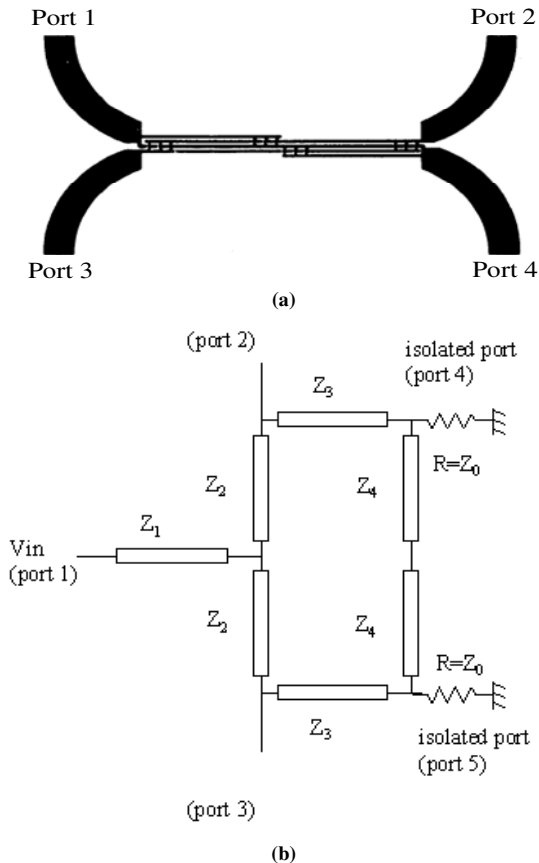 Port 1
Port 2
Port 3
Port 4
(a)
(port 2)
isolated port
(port 4)
Z3
R=Z0
Z2
Z4
Z1
Vin
(port 1)
Z2
Z4
R=Z0
Z3
isolated port
(port 5)
(port 3)
(b)